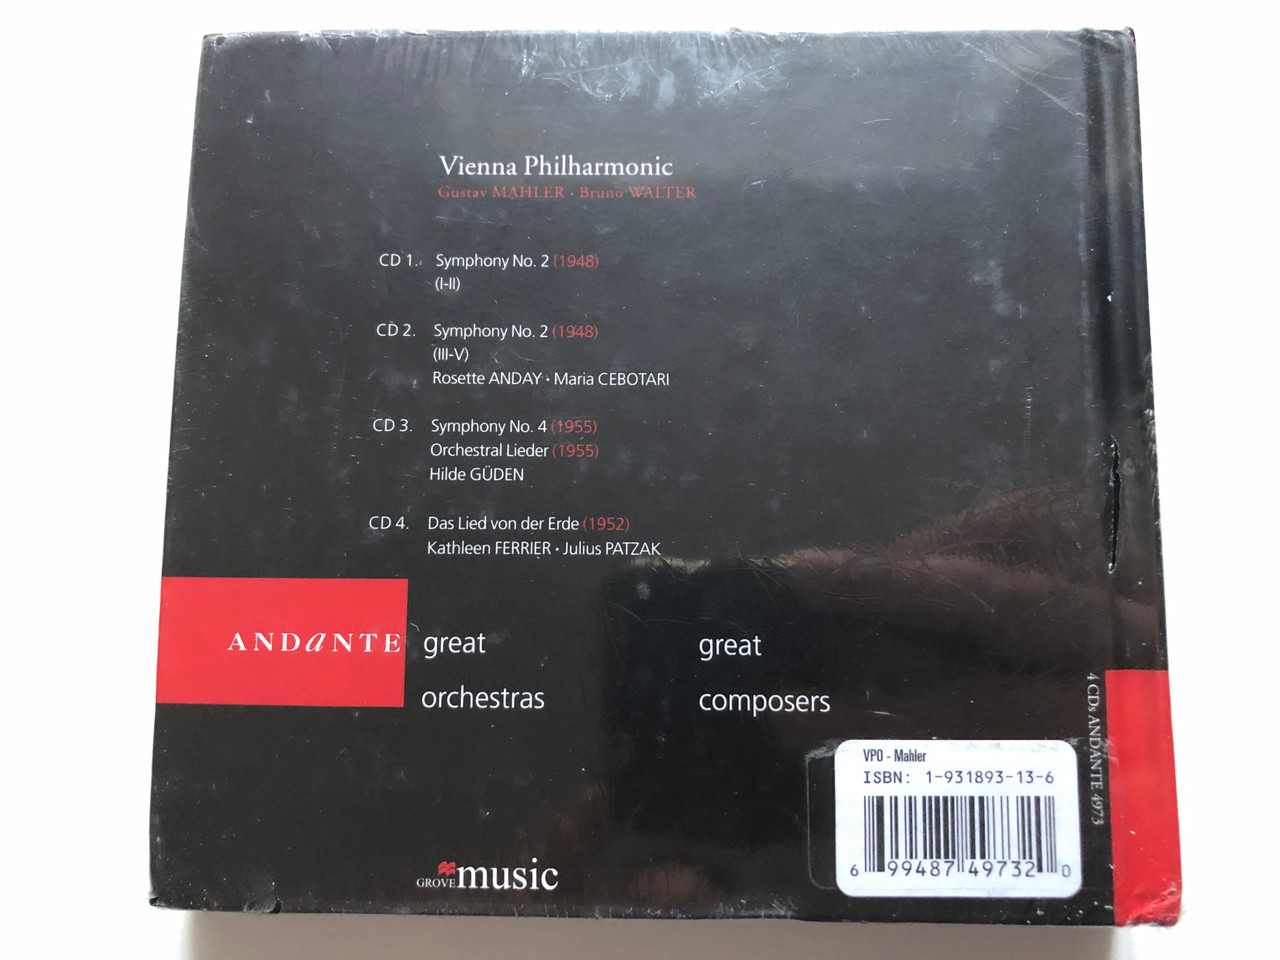 Vienna Philharmonic
Gustav MAHLER · Bruno WALTER
CD 1. Symphony No. 2 (1948)
(I-II)
CD 2. Symphony No. 2 (1948)
(III-V)
Rosette ANDAY · Maria CEBOTARI
CD 3. Symphony No. 4 (1955)
Orchestral Lieder (1955)
Hilde GÜDEN
CD 4. Das Lied von der Erde (1952)
Kathleen FERRIER · Julius PATZAK
ANDaNTE great great
orchestras composers
4 CDs ANDANTE 4973
VPO - Mahler
ISBN: 1-931893-13-6
6 99487 49732 0
GROVEmusic